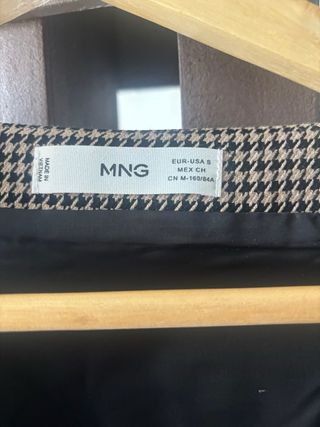 MADE IN
VIETNAM
MNG
EUR-USA S
MEX CH
CN M-160/84A